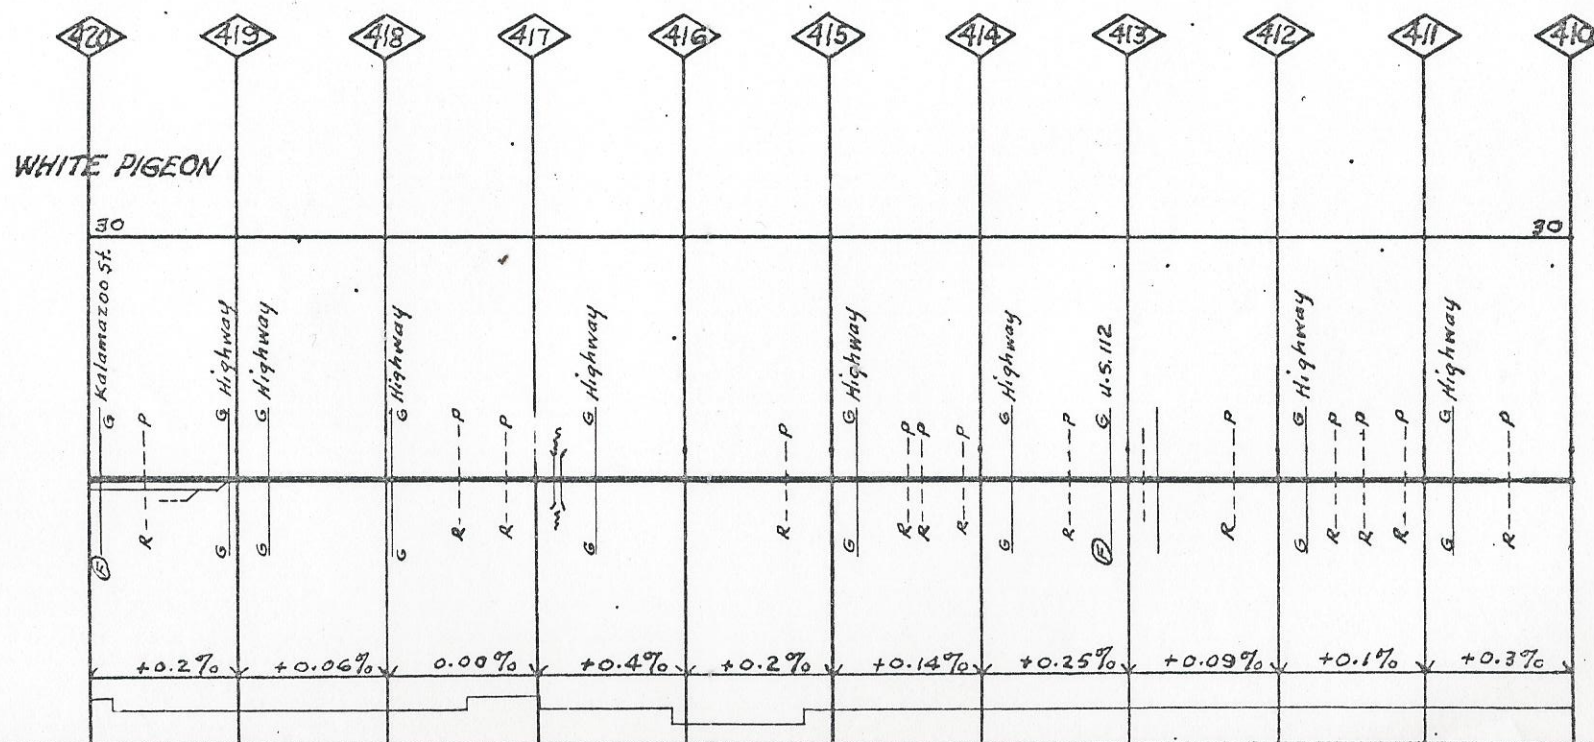 420 419 418 417 416 415 414 413 412 411 410
WHITE PIGEON
30 30
Kalamazoo St. Highway Highway Highway Highway Highway Highway U.S. 112 Highway Highway
G G G G G G G G G G
P P P P P P P P P P P P P
R R R R R R R R R R R R R
F G G G G G G F G G
+0.2% +0.06% 0.00% +0.4% +0.2% +0.14% +0.25% +0.09% +0.1% +0.3%